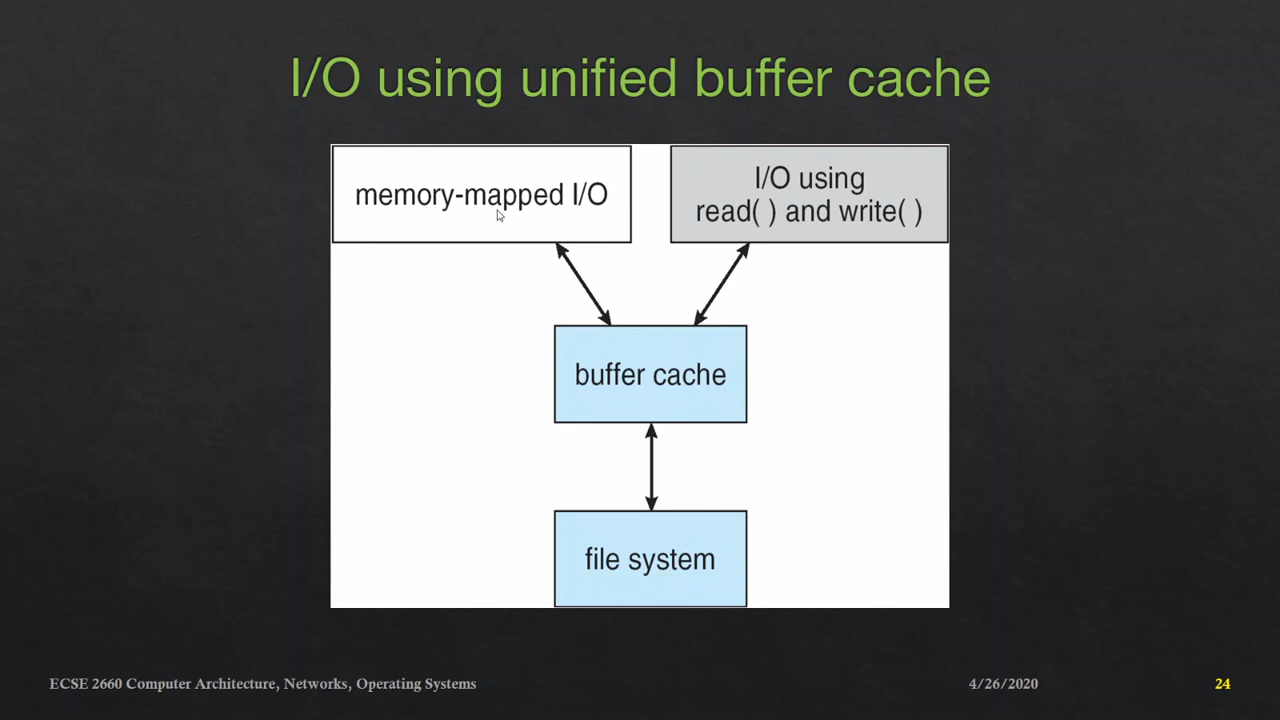 I/O using unified buffer cache
memory-mapped I/O
I/O using
read( ) and write( )
buffer cache
file system
ECSE 2660 Computer Architecture, Networks, Operating Systems
4/26/2020
24